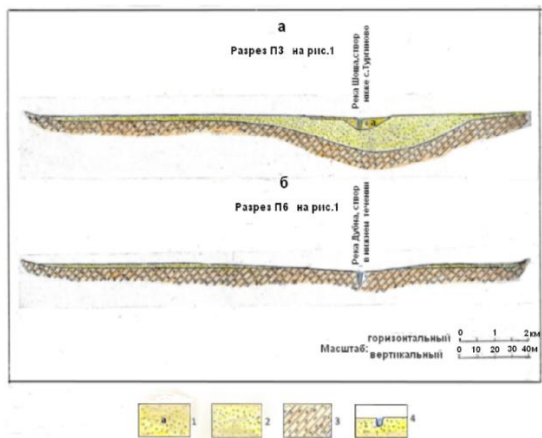 а
Разрез П3 на рис.1
Река Шоша,створ
ниже с.Тургиново
а
б
Разрез П6 на рис.1
Река Дубна, створ
в нижнем течении
Масштаб: горизонтальный 0 1 2км
вертикальный 0 10 20 30 40м
а 1 2 3 4